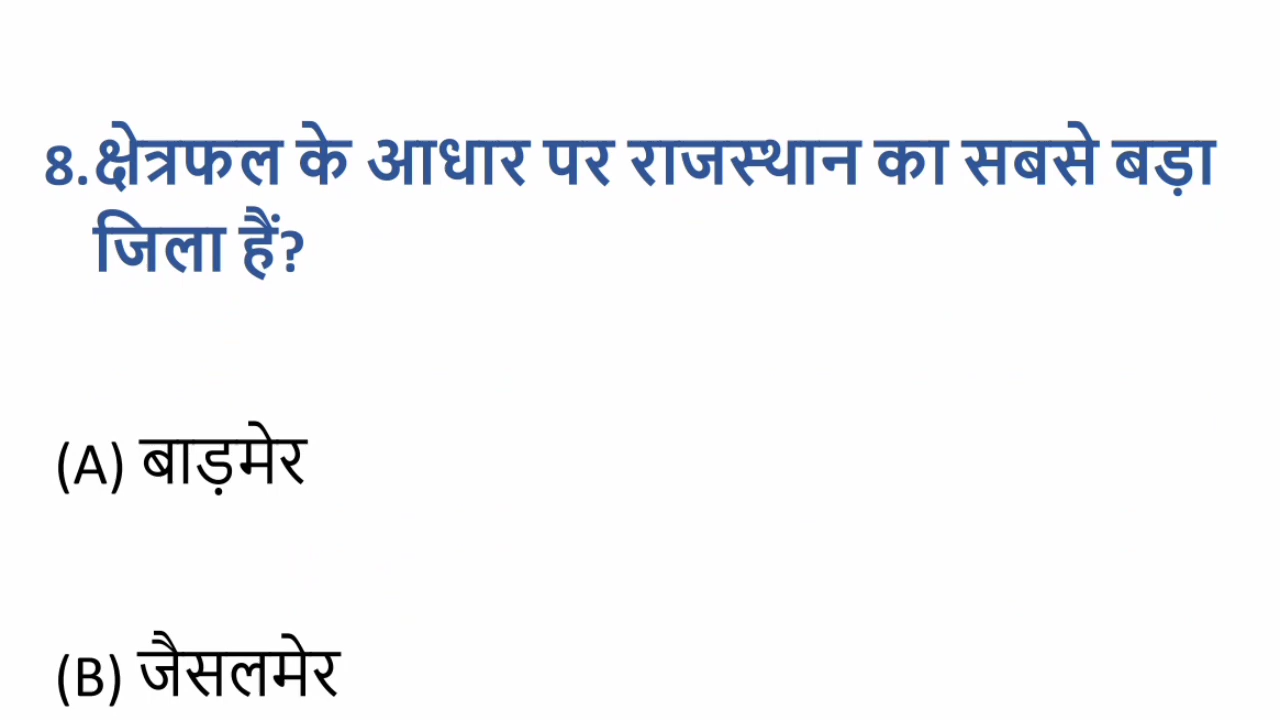 8.क्षेत्रफल के आधार पर राजस्थान का सबसे बड़ा
जिला हैं?
(A) बाड़मेर
(B) जैसलमेर